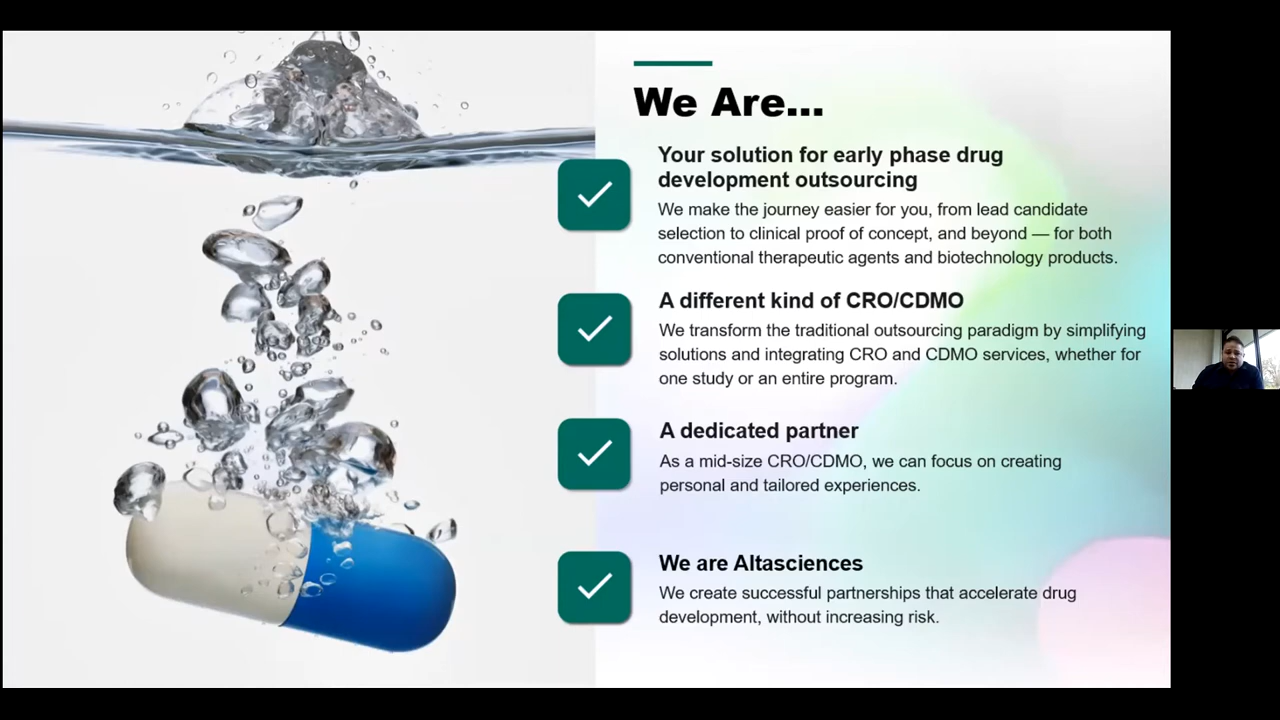 We Are...
Your solution for early phase drug
development outsourcing
We make the journey easier for you, from lead candidate
selection to clinical proof of concept, and beyond — for both
conventional therapeutic agents and biotechnology products.
A different kind of CRO/CDMO
We transform the traditional outsourcing paradigm by simplifying
solutions and integrating CRO and CDMO services, whether for
one study or an entire program.
A dedicated partner
As a mid-size CRO/CDMO, we can focus on creating
personal and tailored experiences.
We are Altasciences
We create successful partnerships that accelerate drug
development, without increasing risk.